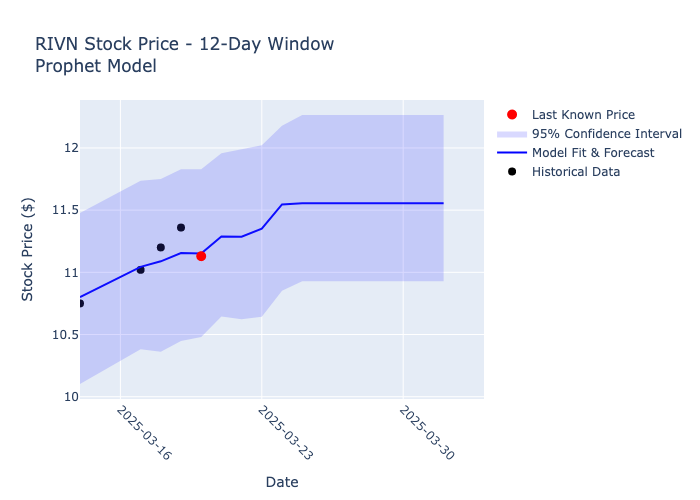 RIVN Stock Price - 12-Day Window
Prophet Model
Last Known Price
95% Confidence Interval
Model Fit & Forecast
Historical Data
Stock Price ($)
12
11.5
11
10.5
10
2025-03-16
2025-03-23
2025-03-30
Date